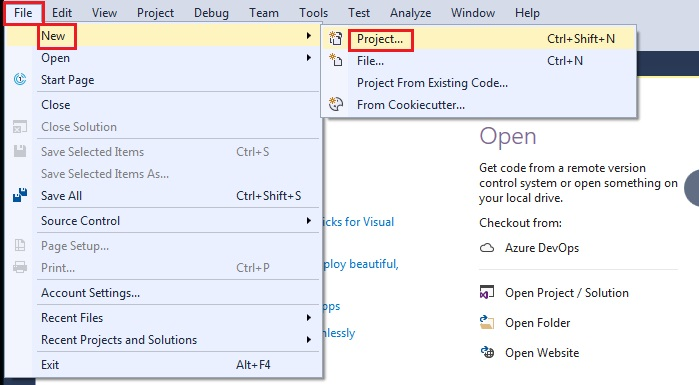 File Edit View Project Debug Team Tools Test Analyze Window Help
New
Open
Start Page
Close
Close Solution
Save Selected Items Ctrl+S
Save Selected Items As...
Save All Ctrl+Shift+S
Source Control
Page Setup...
Print... Ctrl+P
Account Settings...
Recent Files
Recent Projects and Solutions
Exit Alt+F4
Project... Ctrl+Shift+N
File... Ctrl+N
Project From Existing Code...
From Cookiecutter...
icks for Visual
ploy beautiful,
ops
nlessly
Open
Get code from a remote version
control system or open something on
your local drive.
Checkout from:
Azure DevOps
Open Project / Solution
Open Folder
Open Website